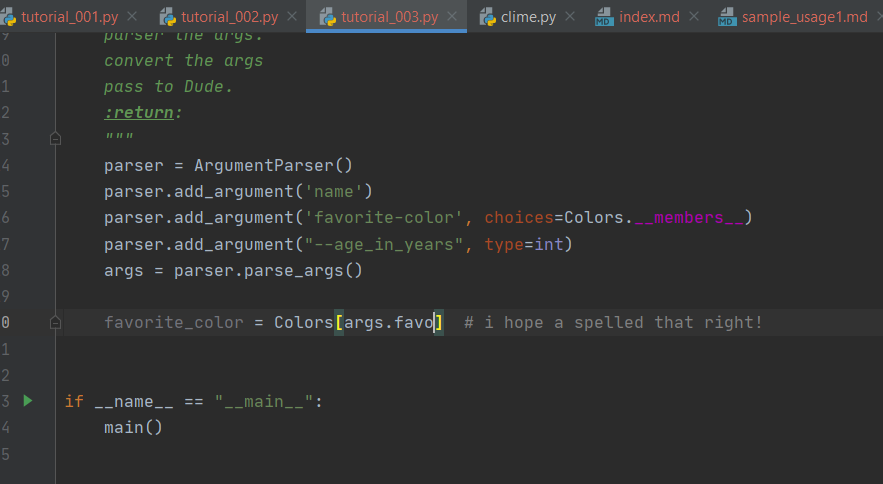 tutorial_001.py tutorial_002.py tutorial_003.py clime.py index.md sample_usage1.md
9 parser the args.
0 convert the args
1 pass to Dude.
2 :return:
3 """
4 parser = ArgumentParser()
5 parser.add_argument('name')
6 parser.add_argument('favorite-color', choices=Colors.__members__)
7 parser.add_argument("--age_in_years", type=int)
8 args = parser.parse_args()
9
0 favorite_color = Colors[args.favo] # i hope a spelled that right!
1
2
3 if __name__ == "__main__":
4 main()
5